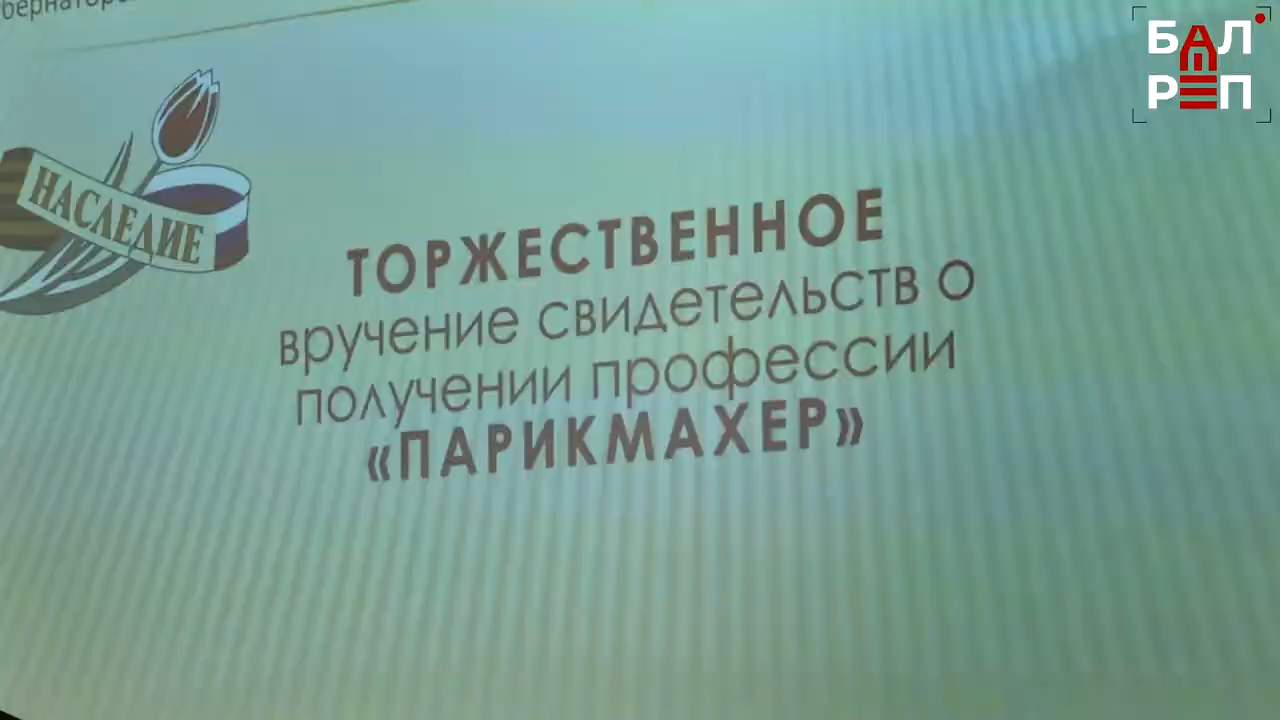 БАЛ
РЕП
НАСЛЕДИЕ
ТОРЖЕСТВЕННОЕ
вручение свидетельств о
получении профессии
«ПАРИКМАХЕР»